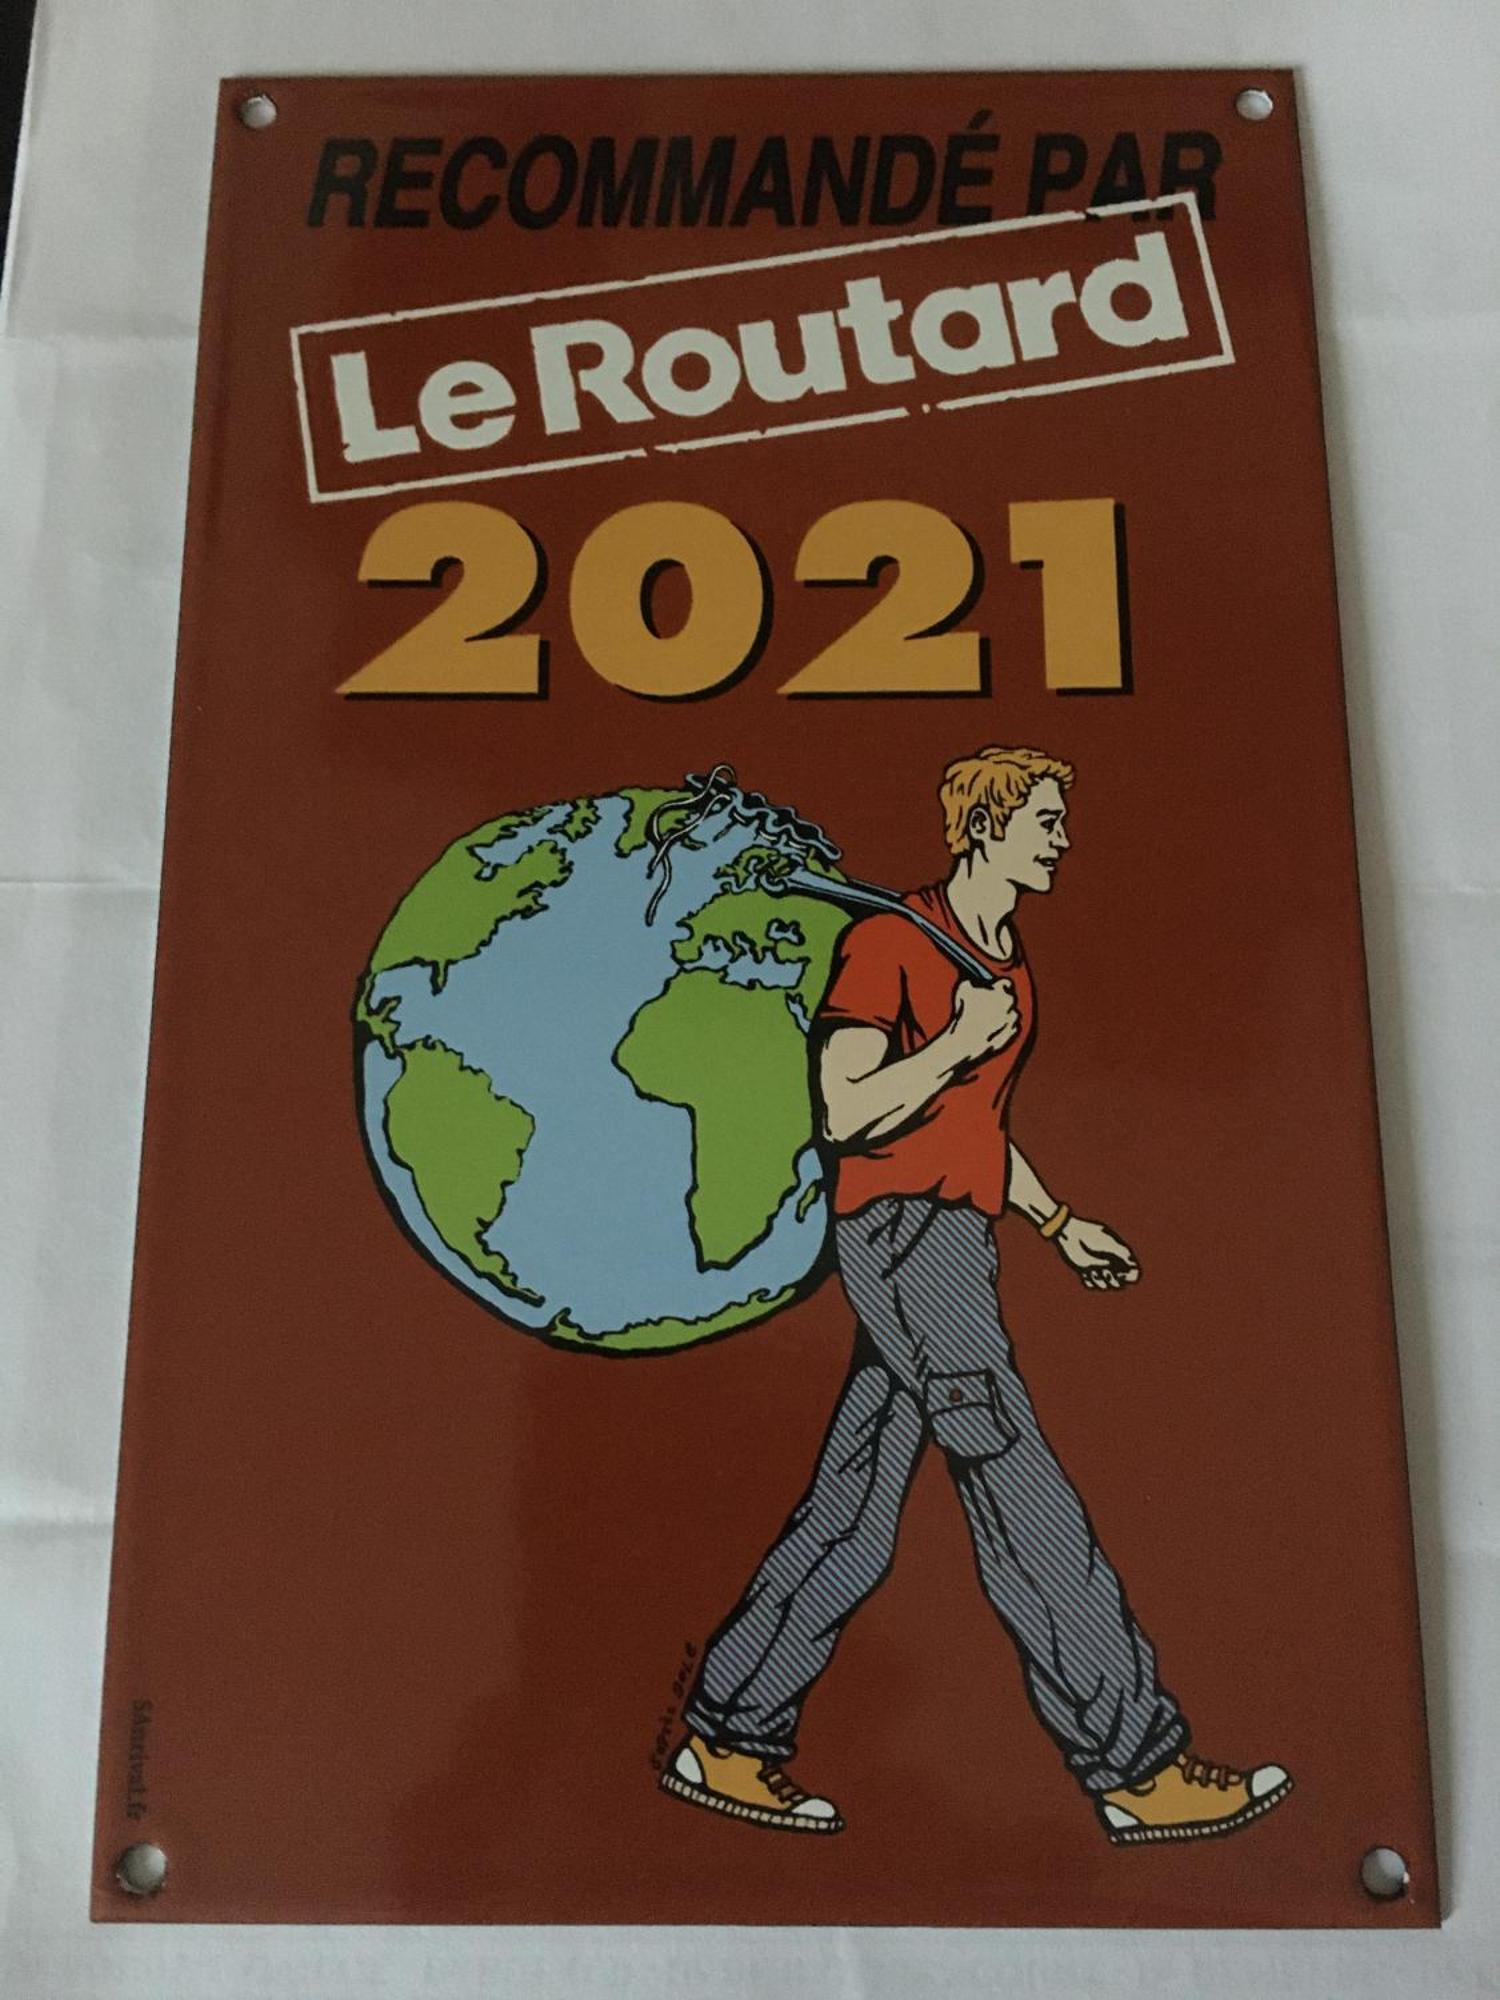 RECOMMANDÉ PAR
Le Routard
2021